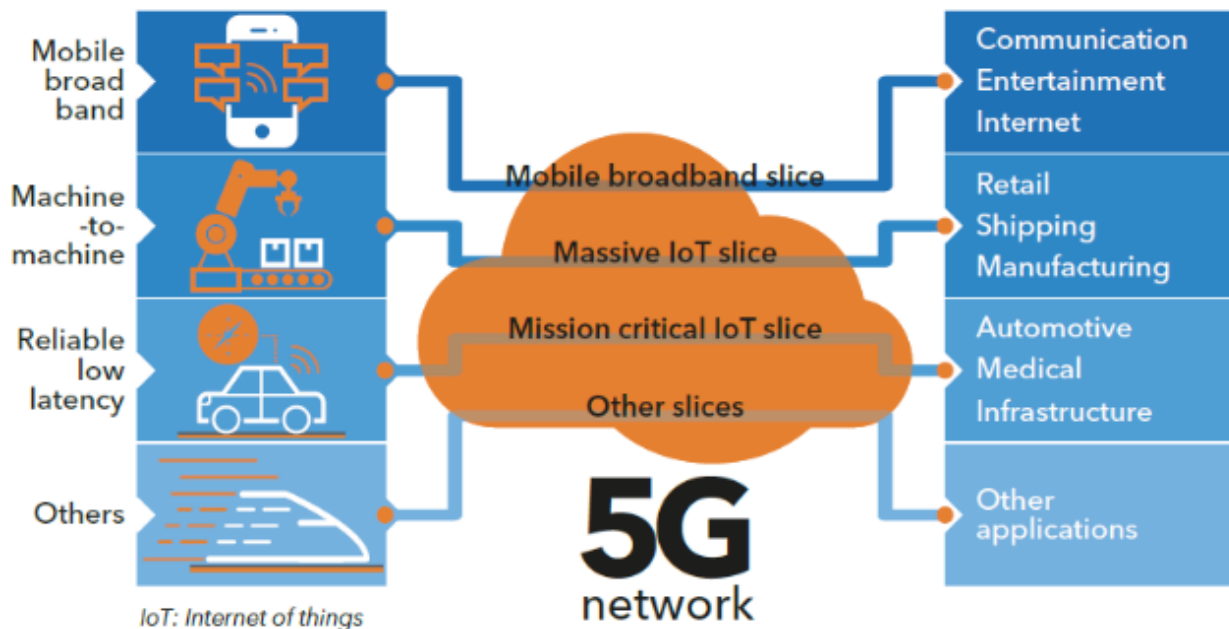 Mobile
broad
band
Machine
-to-
machine
Reliable
low
latency
Others
IoT: Internet of things
Mobile broadband slice
Massive IoT slice
Mission critical IoT slice
Other slices
5G
network
Communication
Entertainment
Internet
Retail
Shipping
Manufacturing
Automotive
Medical
Infrastructure
Other
applications